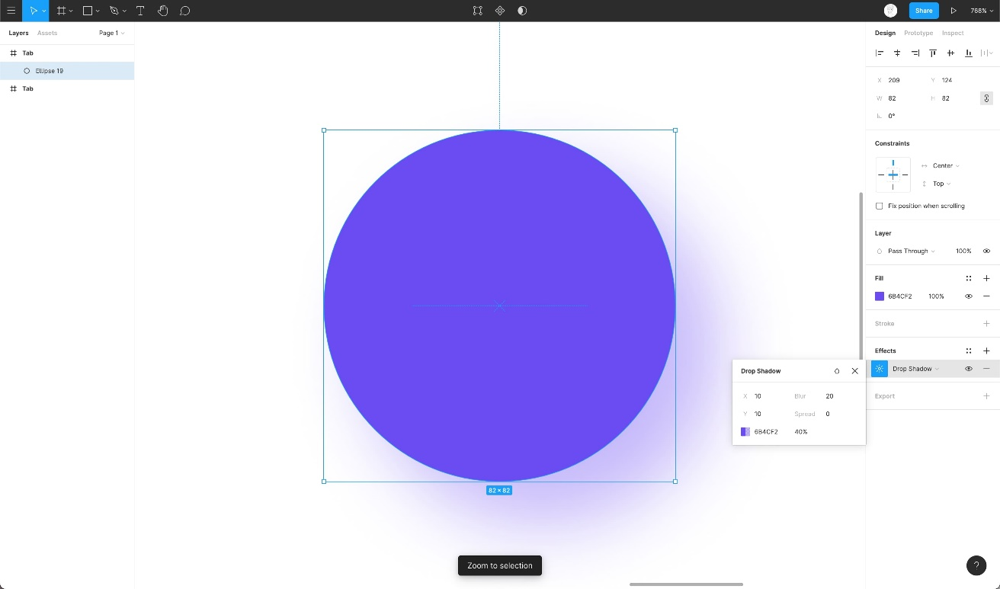 Share
768%
Layers Assets Page 1
Tab
Ellipse 19
Tab
82 × 82
Zoom to selection
Design Prototype Inspect
X 209 Y 124
W 82 H 82
0°
Constraints
Center
Top
Fix position when scrolling
Layer
Pass Through 100%
Fill
6B4CF2 100%
Stroke
Effects
Drop Shadow
Export
Drop Shadow
X 10 Blur 20
Y 10 Spread 0
6B4CF2 40%
?